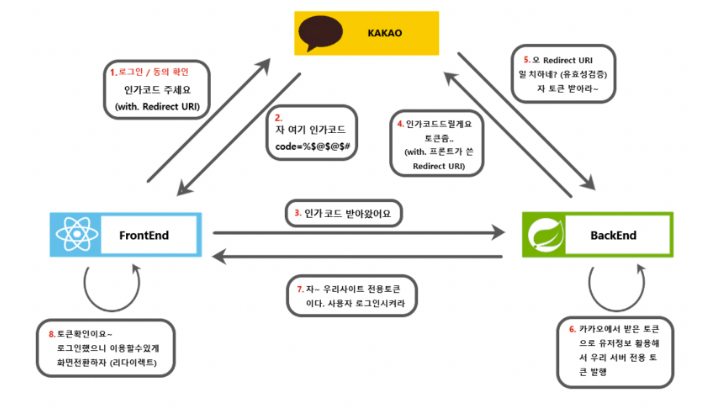 KAKAO
1.로그인 / 동의 확인
인가코드 주세요
(with. Redirect URI)
2.
자 여기 인가코드
code=%$@$@$#
3. 인가코드 받아왔어요
4. 인가코드드릴게요
토큰좀..
(with. 프론트가 쓴
Redirect URI)
5. 오 Redirect URI
일 치하네? (유효성검증)
자 토큰 받아라~
FrontEnd
BackEnd
6. 카카오에서 받은 토큰
으로 유저정보 활용해
서 우리 서버 전용 토
큰 발행
7. 자~ 우리사이트 전용토큰
이다. 사용자 로그인시켜라
8. 토큰확인이요~
로그인했으니 이용할수있게
화면전환하자 (리다이렉트)